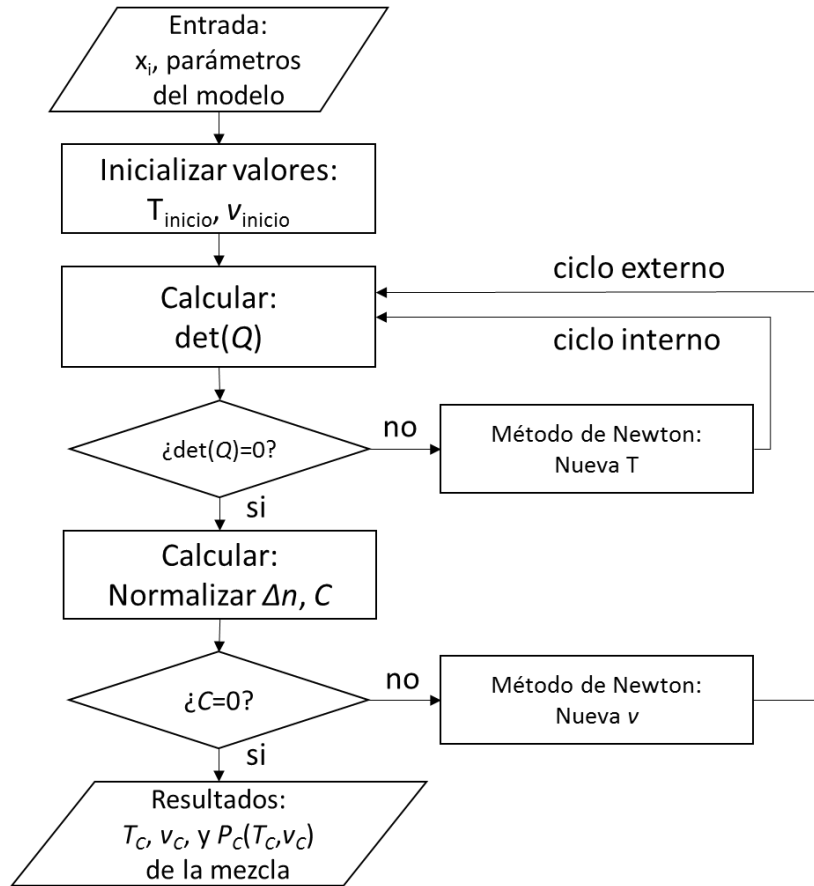 Entrada:
xi, parámetros
del modelo
Inicializar valores:
Tinicio, vinicio
ciclo externo
Calcular:
det(Q)
ciclo interno
¿det(Q)=0?
no
Método de Newton:
Nueva T
si
Calcular:
Normalizar Δn, C
¿C=0?
no
Método de Newton:
Nueva v
si
Resultados:
TC, vC, y PC(TC,vC)
de la mezcla